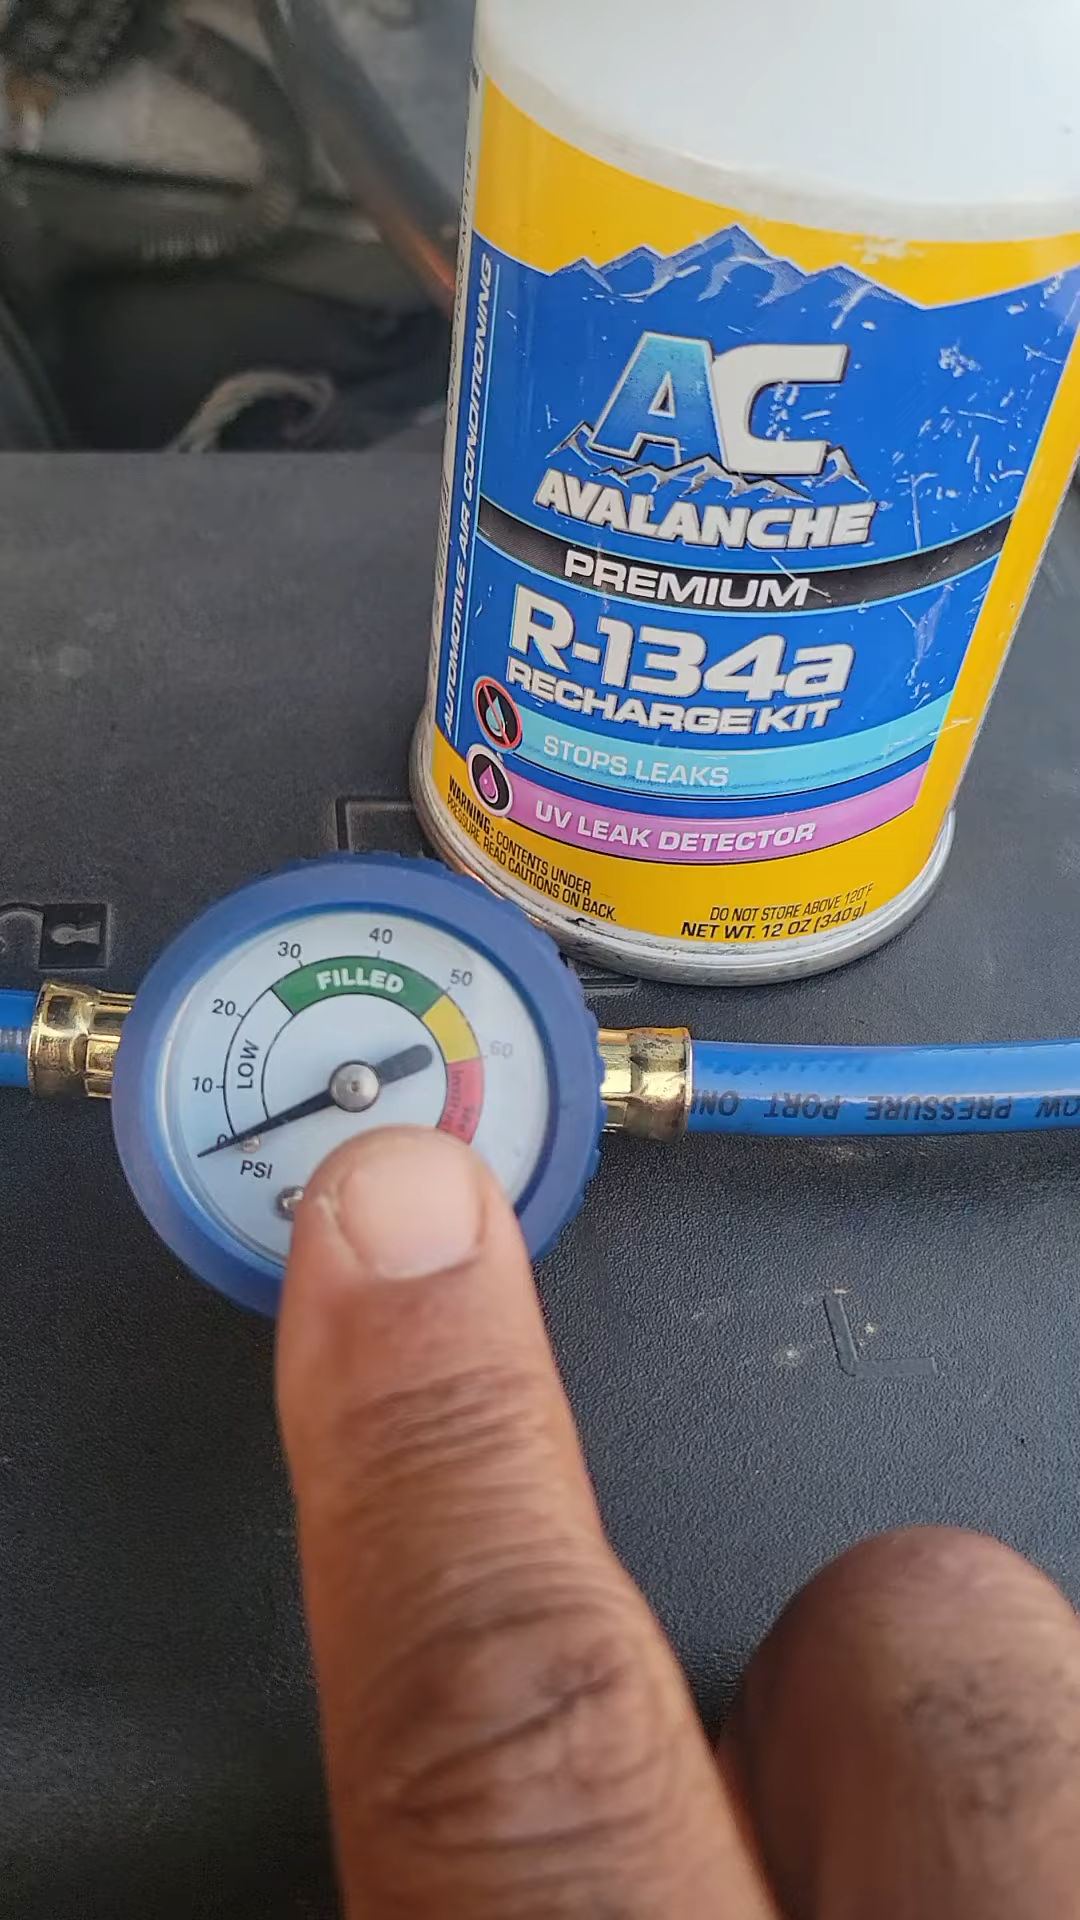 AUTOMOTIVE AIR CONDITIONING
AC
AVALANCHE
PREMIUM
R-134a
RECHARGE KIT
STOPS LEAKS
UV LEAK DETECTOR
WARNING: CONTENTS UNDER
PRESSURE. READ CAUTIONS ON BACK.
DO NOT STORE ABOVE 120°F
NET WT. 12 OZ (340g)
0
10
20
30
40
50
60
LOW
FILLED
PSI
PRESSURE PORT